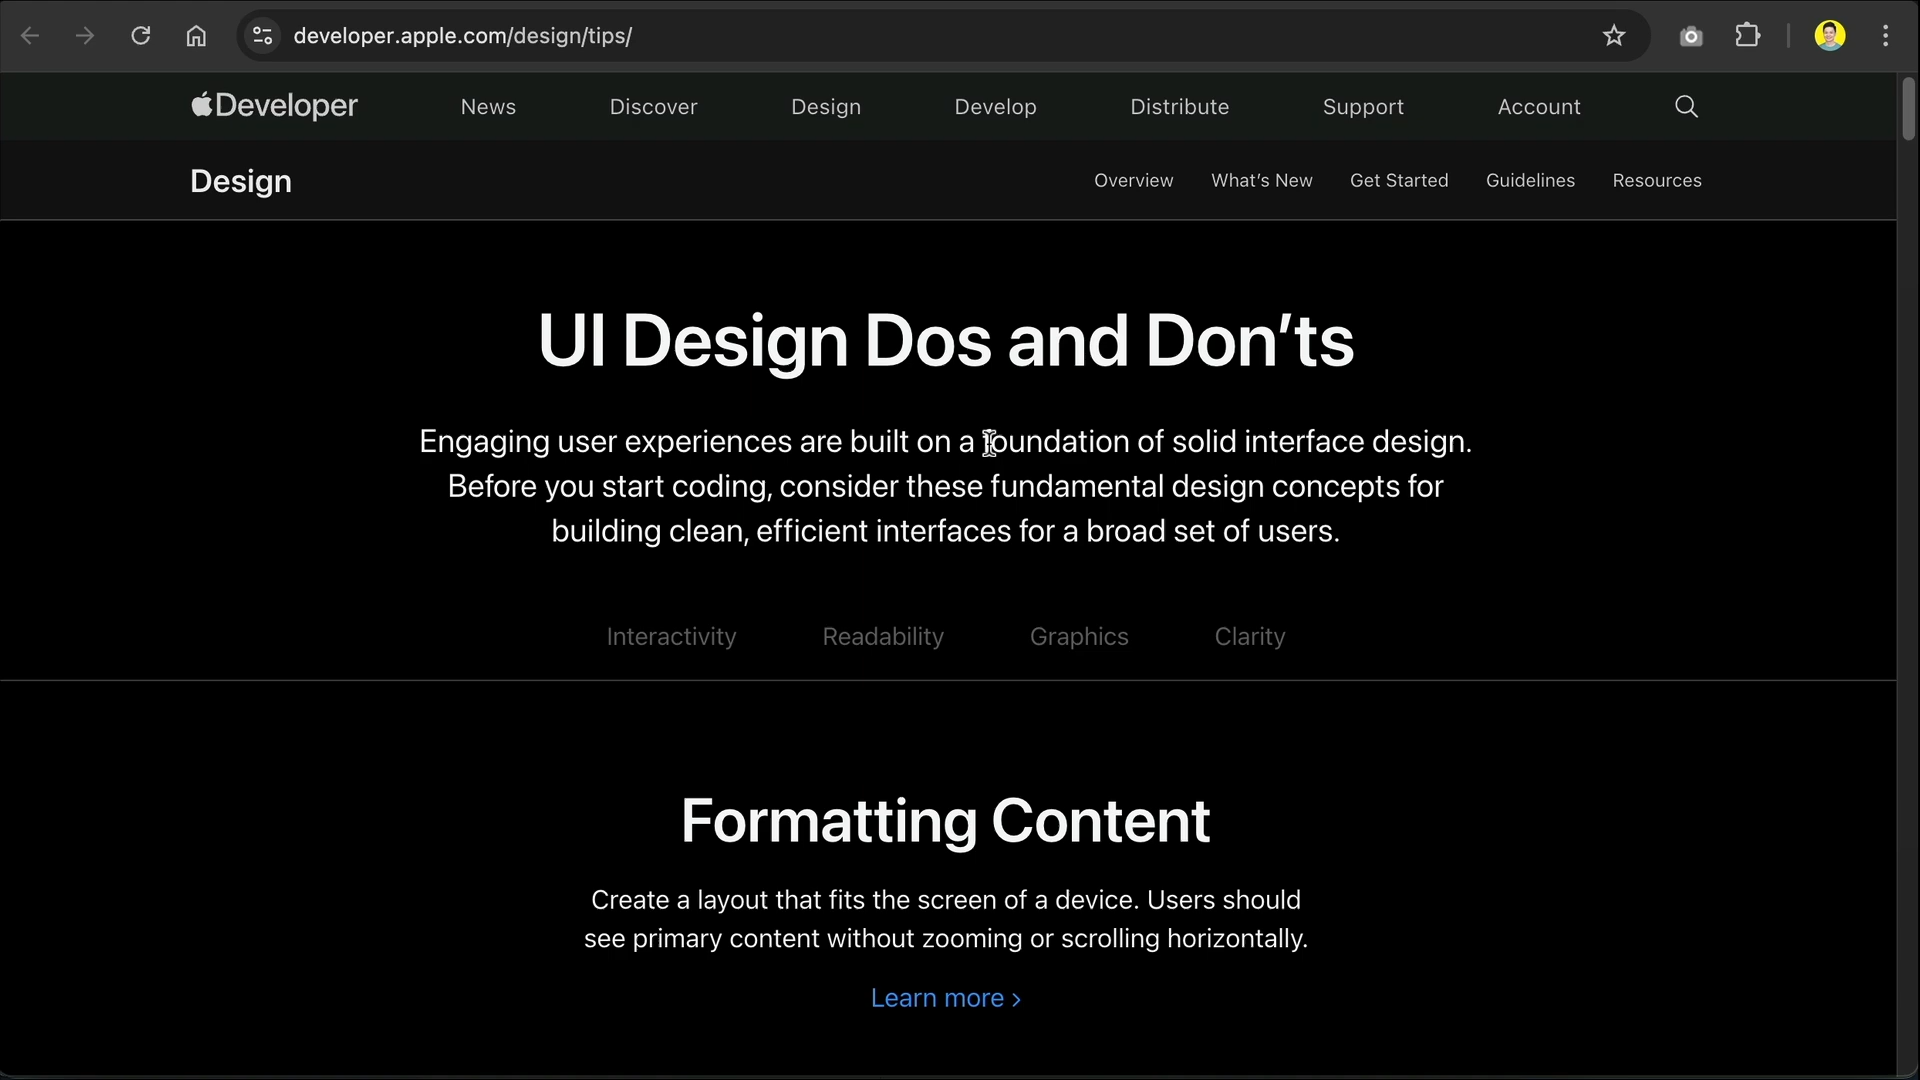 developer.apple.com/design/tips/
Developer News Discover Design Develop Distribute Support Account
Design Overview What’s New Get Started Guidelines Resources
UI Design Dos and Don’ts
Engaging user experiences are built on a foundation of solid interface design.
Before you start coding, consider these fundamental design concepts for
building clean, efficient interfaces for a broad set of users.
Interactivity Readability Graphics Clarity
Formatting Content
Create a layout that fits the screen of a device. Users should
see primary content without zooming or scrolling horizontally.
Learn more ›